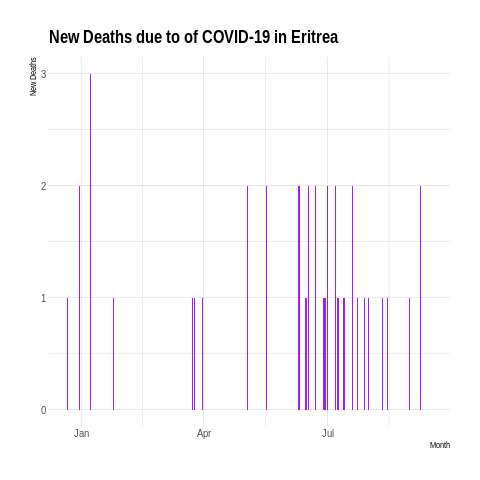 New Deaths due to of COVID-19 in Eritrea
New Deaths
3
2
1
0
Jan Apr Jul
Month